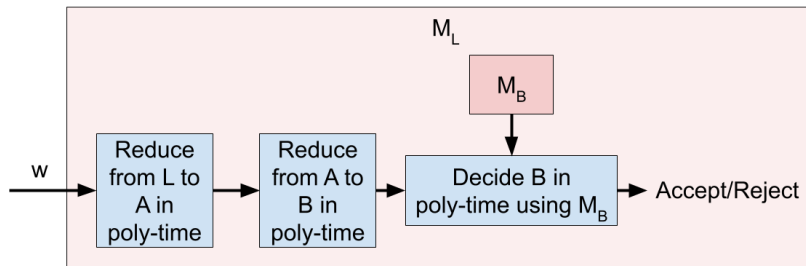 M_L
M_B
w
Reduce
from L to
A in
poly-time
Reduce
from A to
B in
poly-time
Decide B in
poly-time using M_B
Accept/Reject